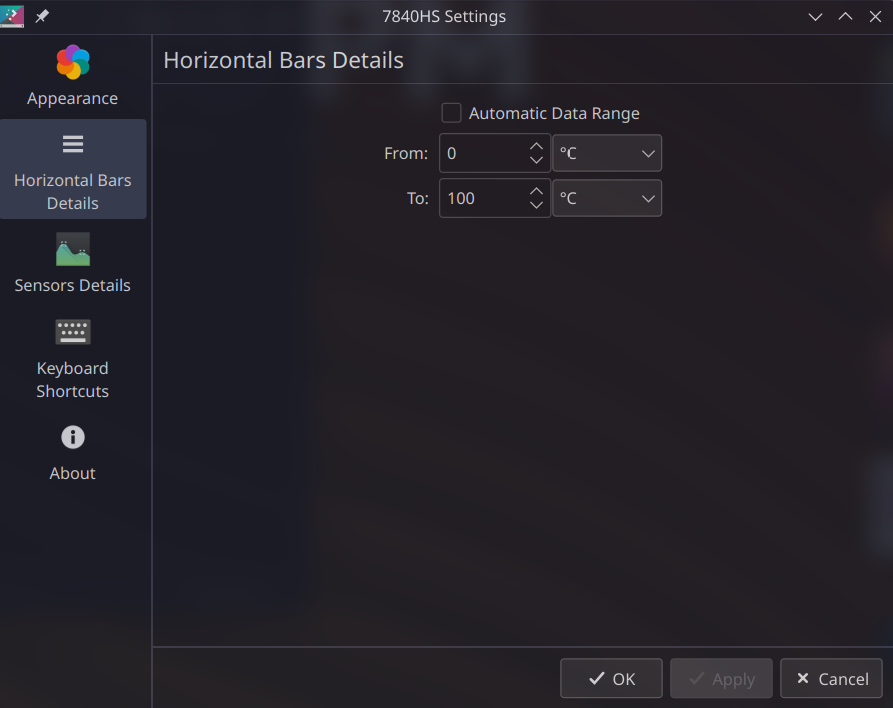 7840HS Settings
Horizontal Bars Details
Appearance
Horizontal Bars
Details
Sensors Details
Keyboard
Shortcuts
About
Automatic Data Range
From: 0 °C
To: 100 °C
OK Apply Cancel